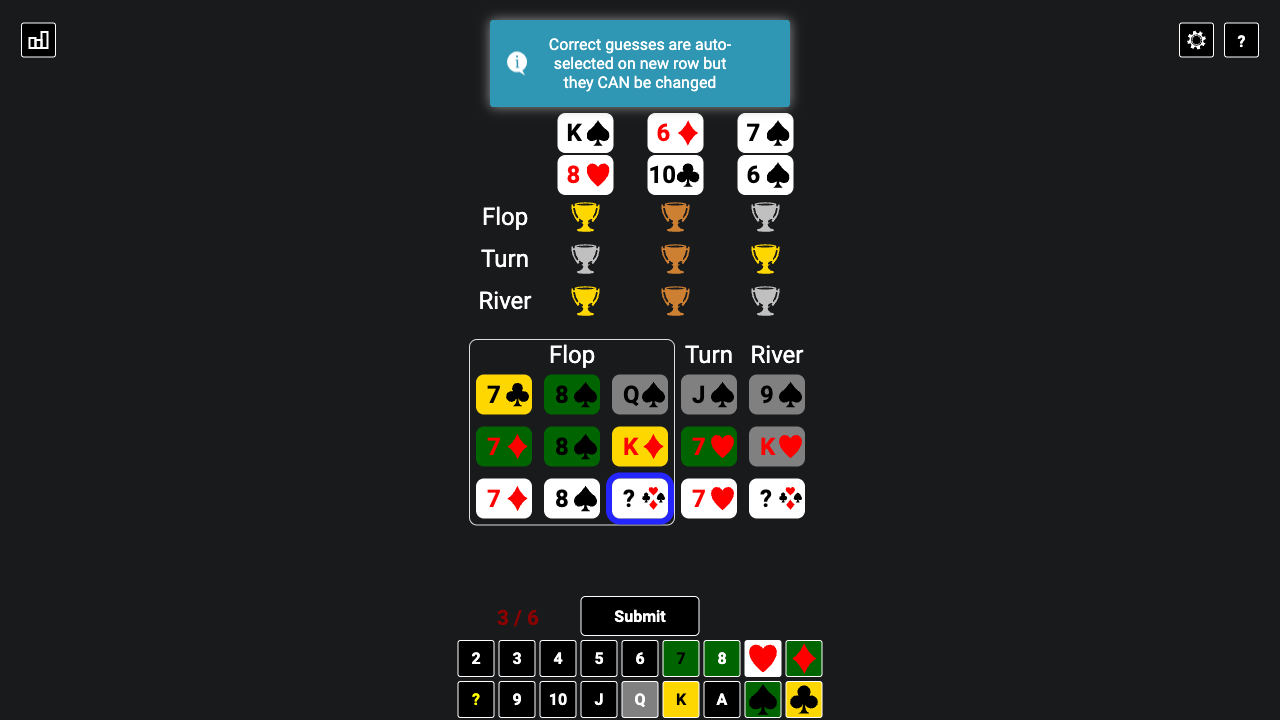 Correct guesses are auto-
selected on new row but
they CAN be changed
?
K 6 7
8 10 6
Flop
Turn
River
Flop Turn River
7 8 Q J 9
7 8 K 7 K
7 8 ? 7 ?
3 / 6 Submit
2 3 4 5 6 7 8
? 9 10 J Q K A